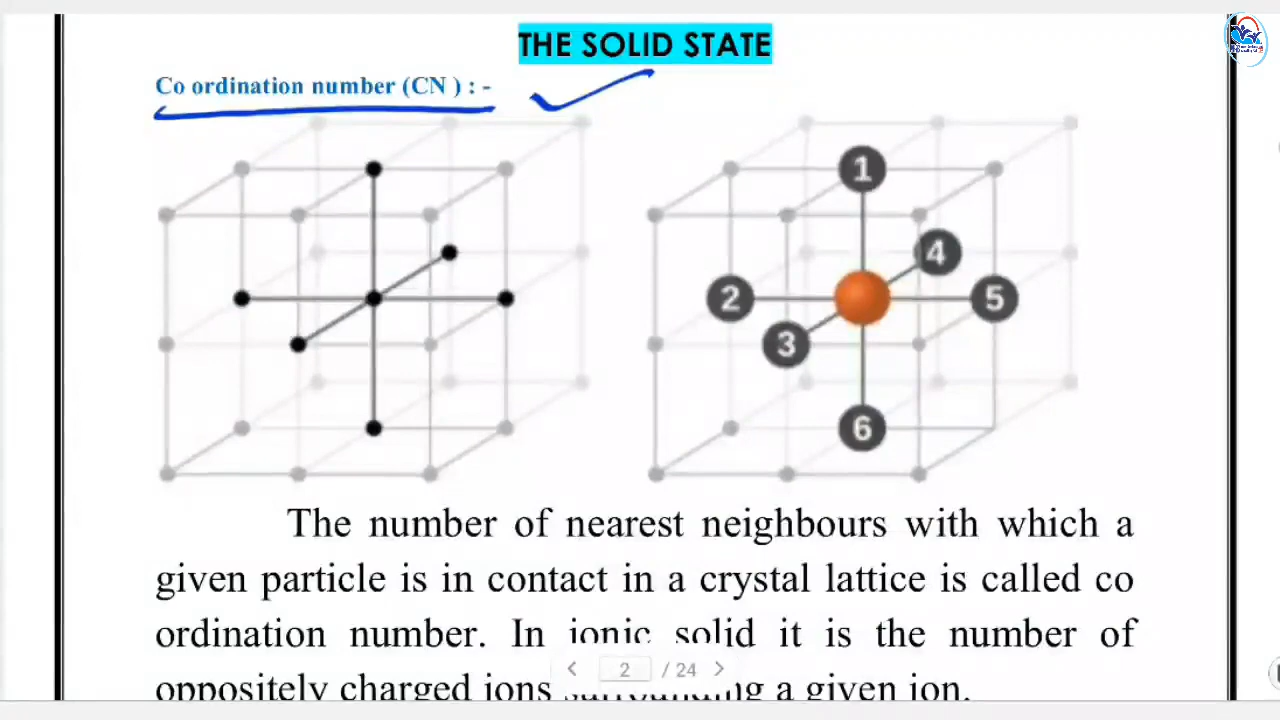 THE SOLID STATE
Co ordination number (CN ) : -
1
4
2
5
3
6
The number of nearest neighbours with which a
given particle is in contact in a crystal lattice is called co
ordination number. In ionic solid it is the number of
oppositely charged ions surrounding a given ion.
2 / 24